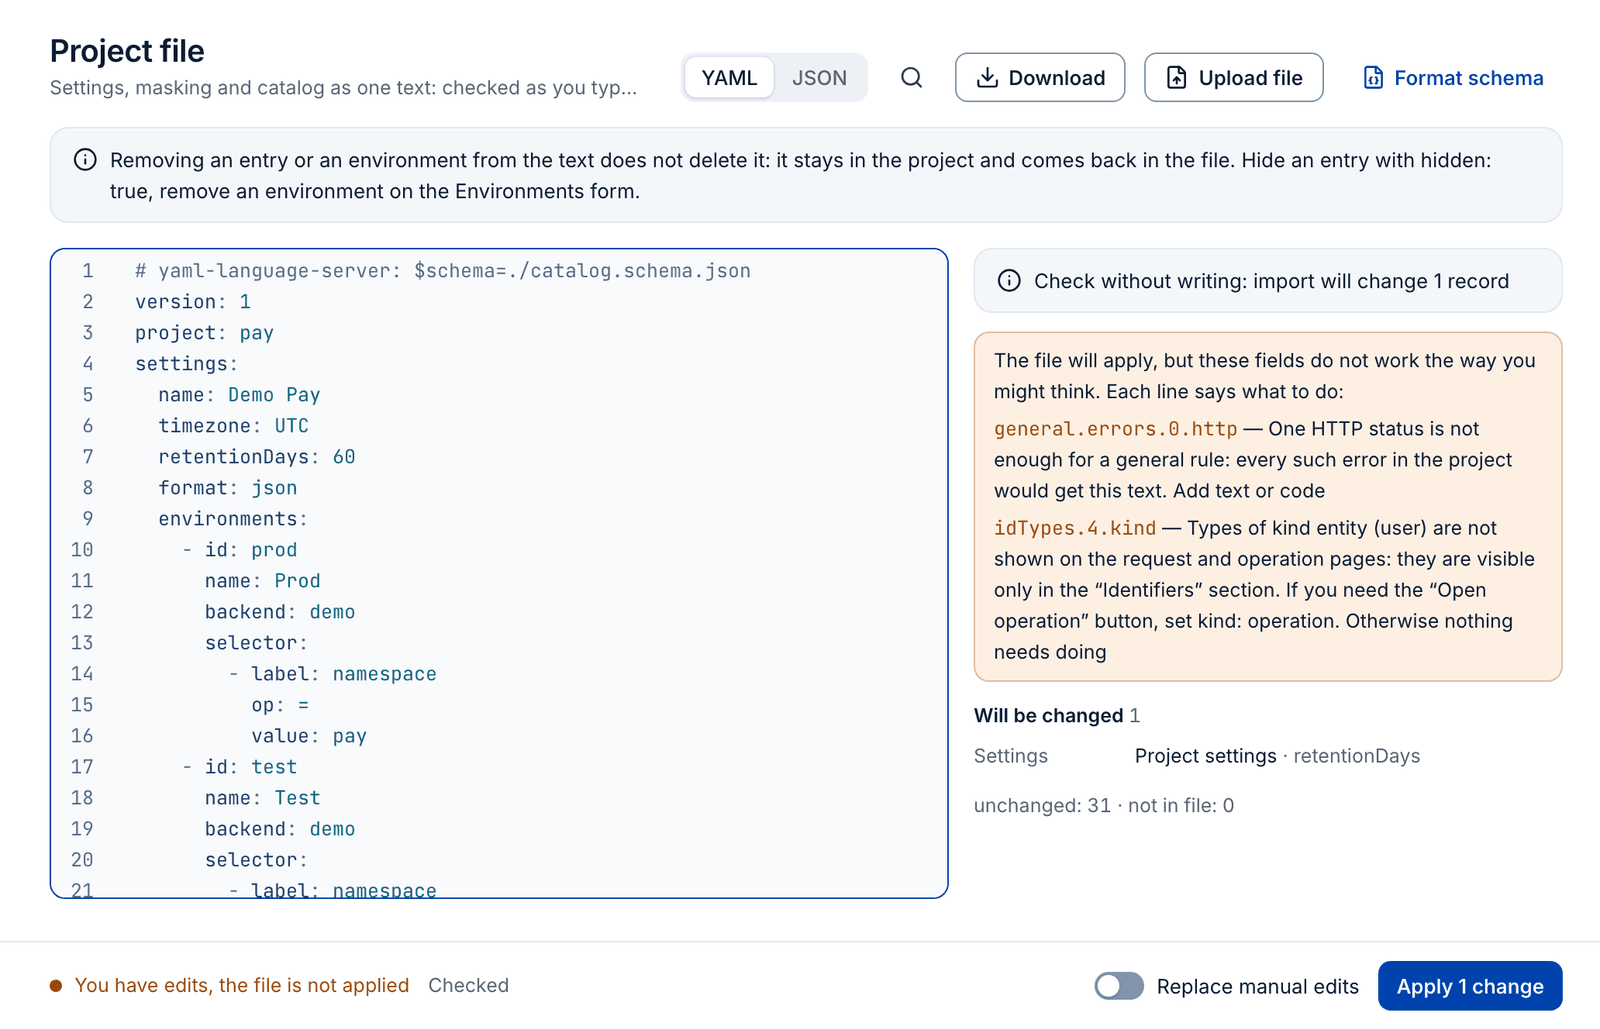 Project file
Settings, masking and catalog as one text: checked as you typ...
YAML
JSON
Download
Upload file
Format schema
Removing an entry or an environment from the text does not delete it: it stays in the project and comes back in the file. Hide an entry with hidden:
true, remove an environment on the Environments form.
1 # yaml-language-server: $schema=./catalog.schema.json
2 version: 1
3 project: pay
4 settings:
5 name: Demo Pay
6 timezone: UTC
7 retentionDays: 60
8 format: json
9 environments:
10 - id: prod
11 name: Prod
12 backend: demo
13 selector:
14 - label: namespace
15 op: =
16 value: pay
17 - id: test
18 name: Test
19 backend: demo
20 selector:
21 - label: namespace
Check without writing: import will change 1 record
The file will apply, but these fields do not work the way you
might think. Each line says what to do:
general.errors.0.http — One HTTP status is not
enough for a general rule: every such error in the project
would get this text. Add text or code
idTypes.4.kind — Types of kind entity (user) are not
shown on the request and operation pages: they are visible
only in the “Identifiers” section. If you need the “Open
operation” button, set kind: operation. Otherwise nothing
needs doing
Will be changed 1
Settings Project settings · retentionDays
unchanged: 31 · not in file: 0
You have edits, the file is not applied
Checked
Replace manual edits
Apply 1 change